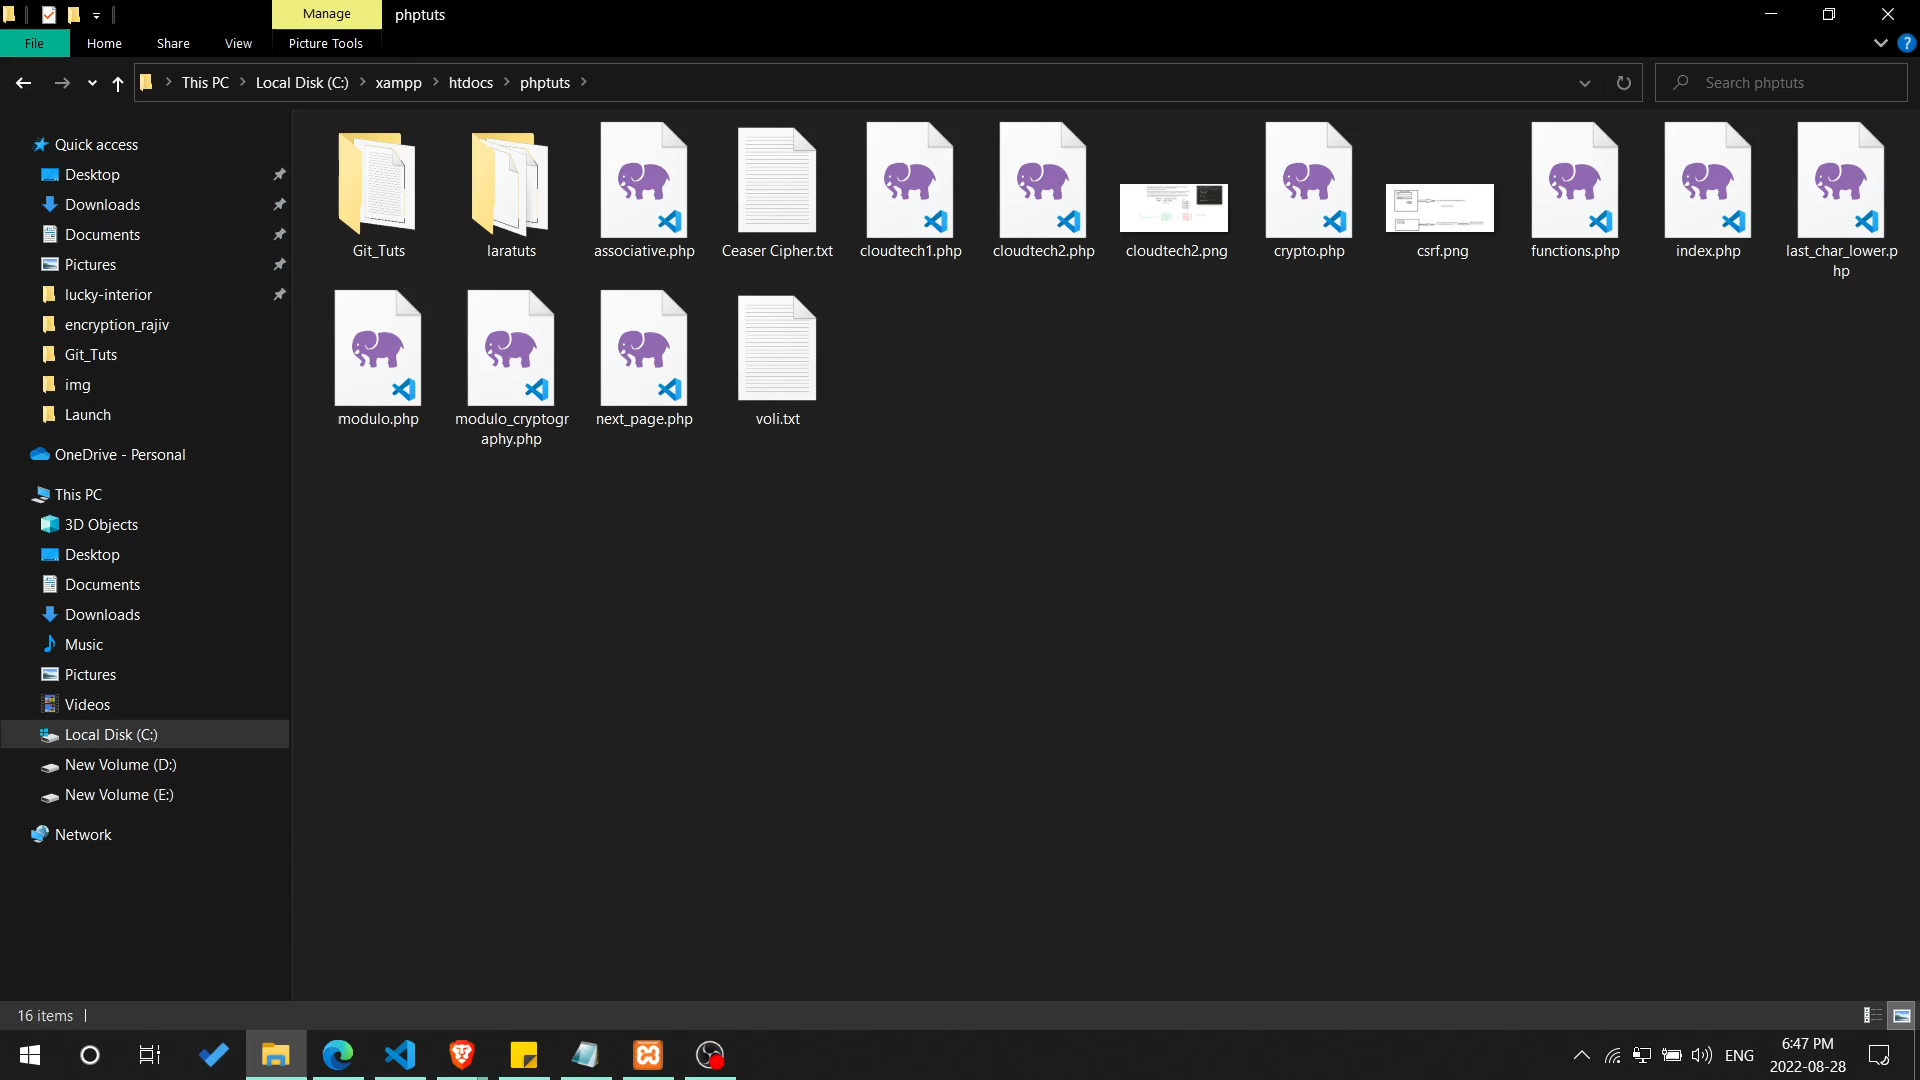 Manage
phptuts
File
Home
Share
View
Picture Tools
This PC
Local Disk (C:)
xampp
htdocs
phptuts
Search phptuts
Quick access
Desktop
Downloads
Documents
Pictures
lucky-interior
encryption_rajiv
Git_Tuts
img
Launch
OneDrive - Personal
This PC
3D Objects
Desktop
Documents
Downloads
Music
Pictures
Videos
Local Disk (C:)
New Volume (D:)
New Volume (E:)
Network
Git_Tuts
laratuts
associative.php
Ceaser Cipher.txt
cloudtech1.php
cloudtech2.php
cloudtech2.png
crypto.php
csrf.png
functions.php
index.php
last_char_lower.p
hp
modulo.php
modulo_cryptogr
aphy.php
next_page.php
voli.txt
16 items
ENG
6:47 PM
2022-08-28